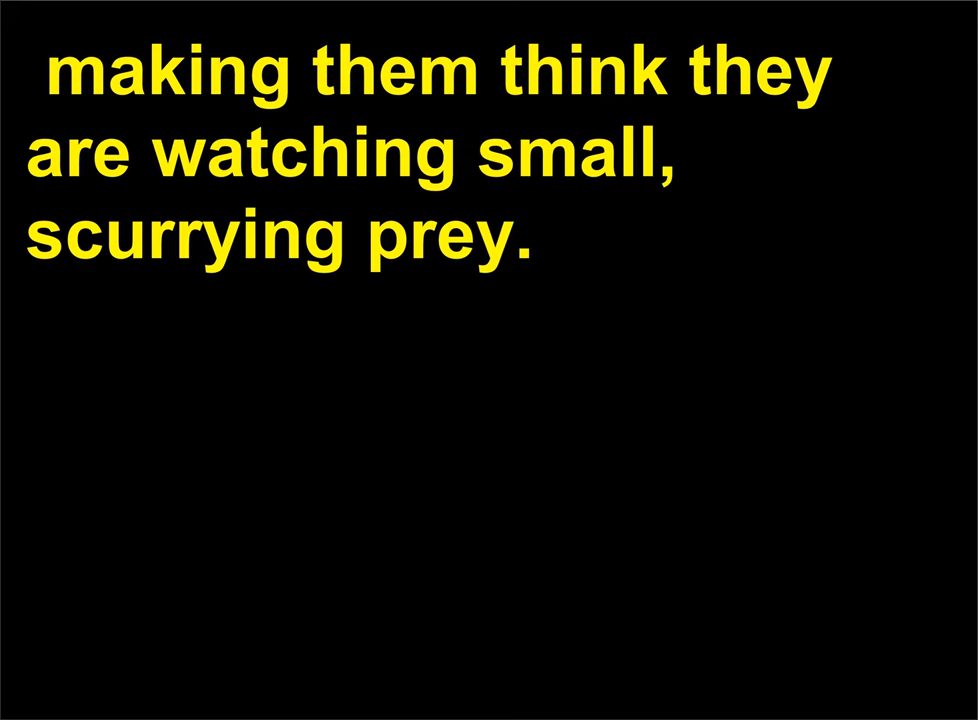 making them think they
are watching small,
scurrying prey.